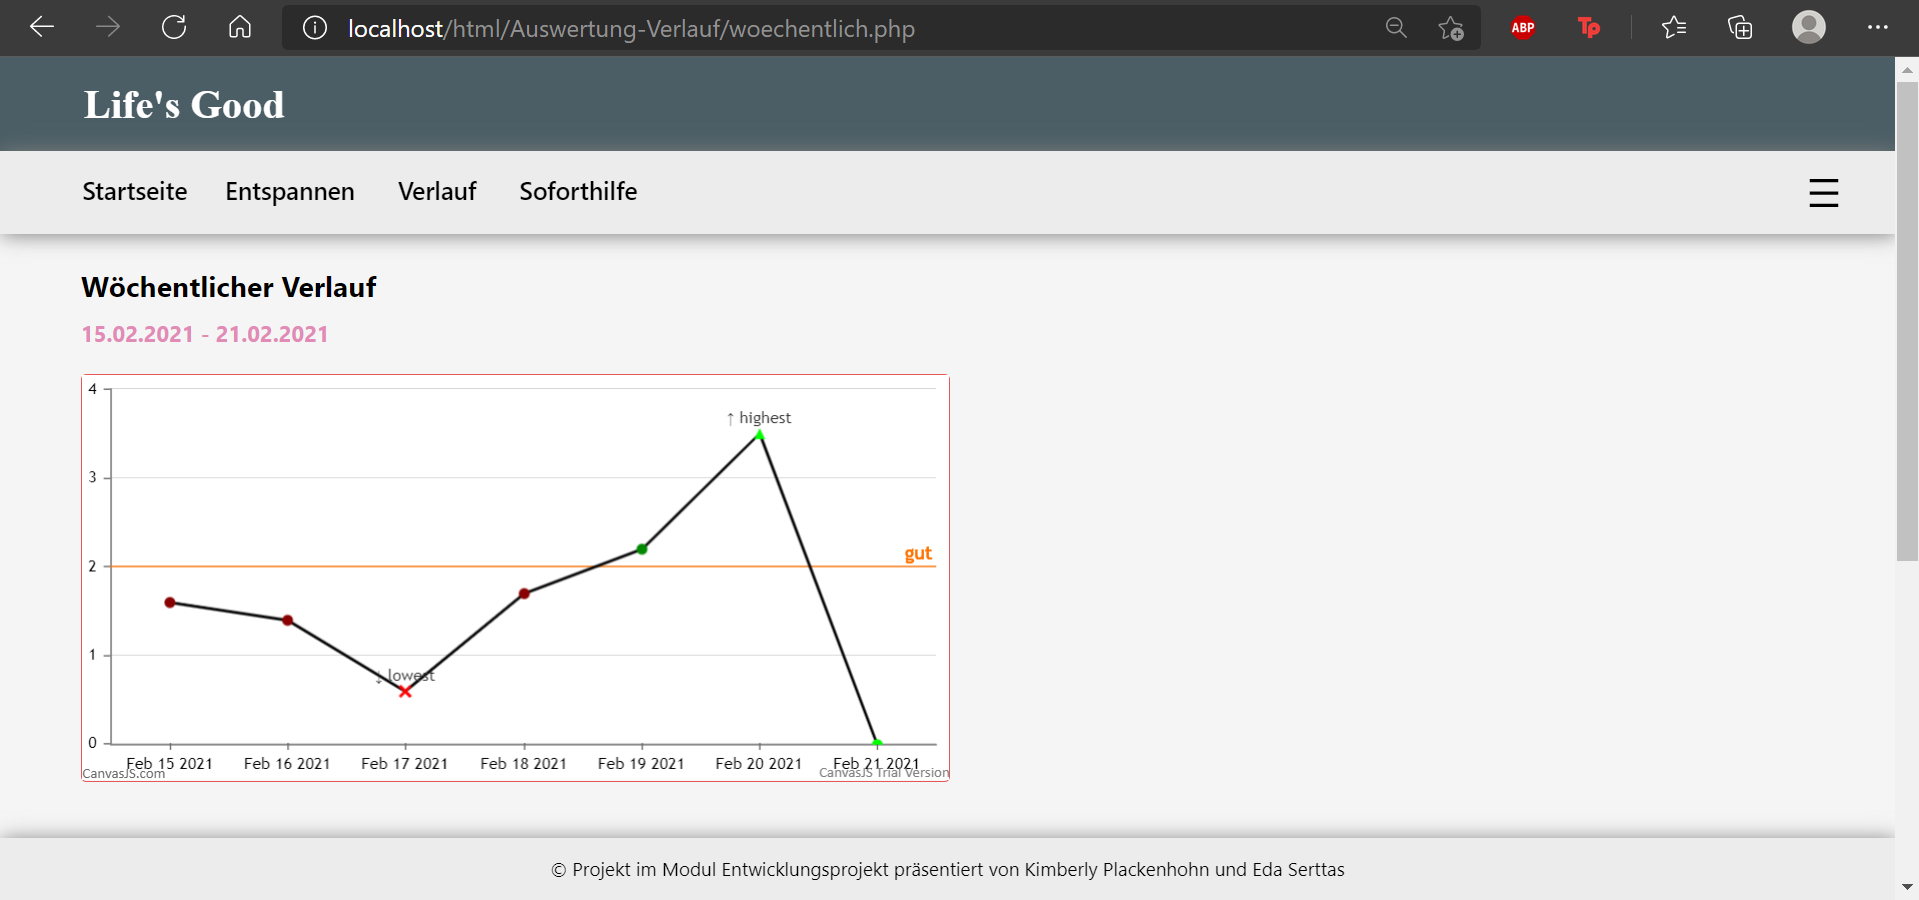 localhost/html/Auswertung-Verlauf/woechentlich.php
ABP
Tp
Life's Good
Startseite Entspannen Verlauf Soforthilfe
Wöchentlicher Verlauf
15.02.2021 - 21.02.2021
4
↑ highest
3
gut
2
1
↓ lowest
0
Feb 15 2021 Feb 16 2021 Feb 17 2021 Feb 18 2021 Feb 19 2021 Feb 20 2021 Feb 21 2021
CanvasJS.com CanvasJS Trial Version
© Projekt im Modul Entwicklungsprojekt präsentiert von Kimberly Plackenhohn und Eda Serttas